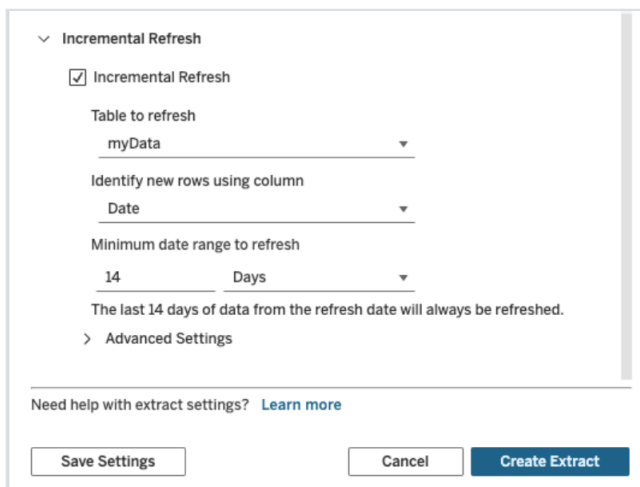 Incremental Refresh
Incremental Refresh
Table to refresh
myData
Identify new rows using column
Date
Minimum date range to refresh
14 Days
The last 14 days of data from the refresh date will always be refreshed.
Advanced Settings
Need help with extract settings? Learn more
Save Settings Cancel Create Extract